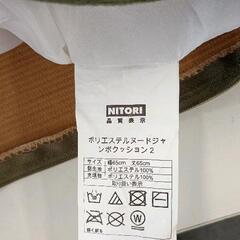 NITORI
品質表示
ポリエステルヌードジャ
ンボクッション2
サイズ：幅65cm 丈65cm
側生地：ポリエステル100%
充填物：ポリエステル100%
取り扱い表示